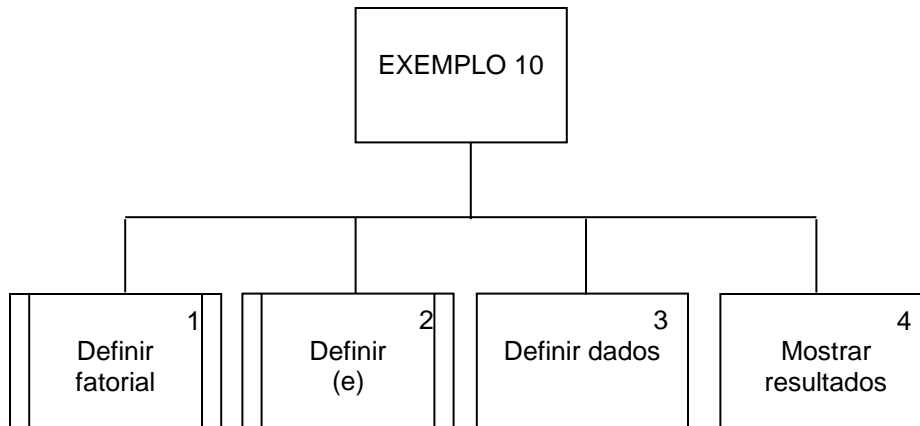 EXEMPLO 10
1
Definir
fatorial
2
Definir
(e)
3
Definir dados
4
Mostrar
resultados